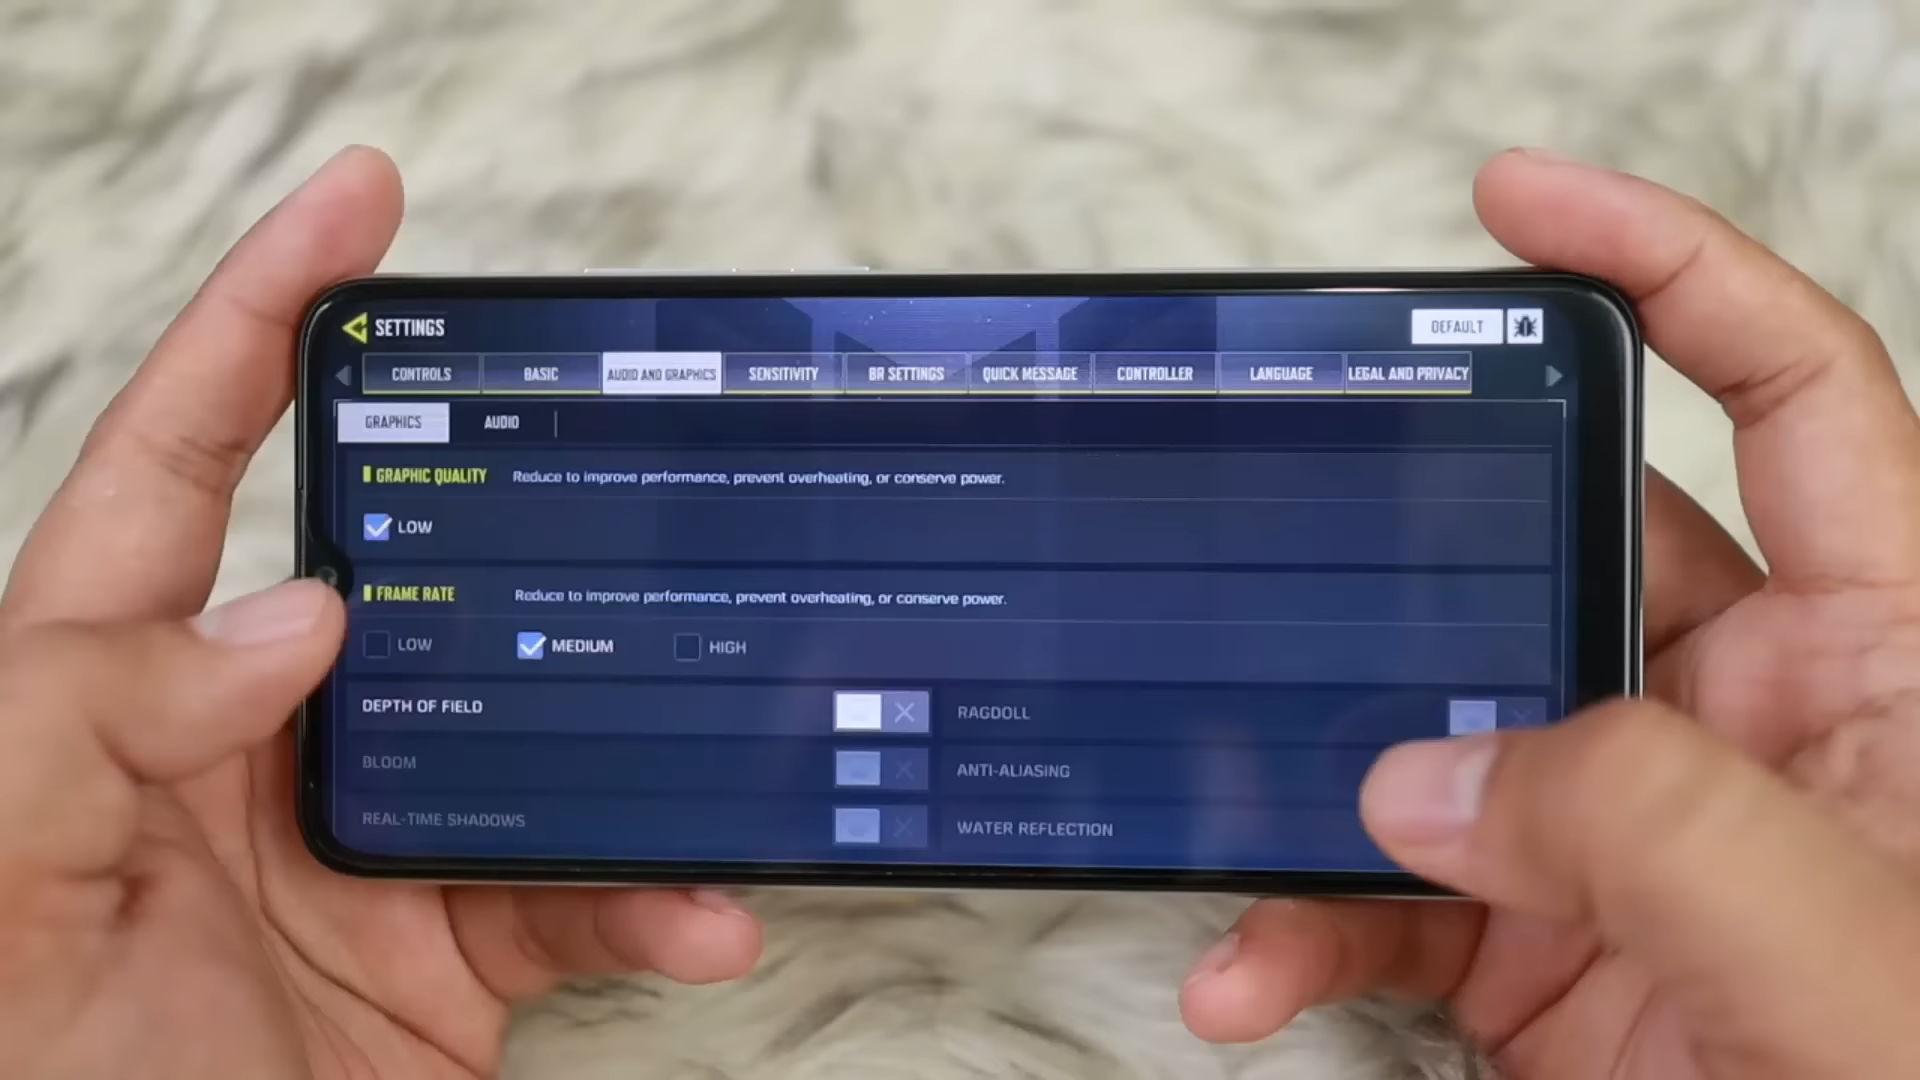 SETTINGS
DEFAULT
CONTROLS BASIC AUDIO AND GRAPHICS SENSITIVITY BR SETTINGS QUICK MESSAGE CONTROLLER LANGUAGE LEGAL AND PRIVACY
GRAPHICS AUDIO
GRAPHIC QUALITY Reduce to improve performance, prevent overheating, or conserve power.
LOW
FRAME RATE Reduce to improve performance, prevent overheating, or conserve power.
LOW MEDIUM HIGH
DEPTH OF FIELD RAGDOLL
BLOOM ANTI-ALIASING
REAL-TIME SHADOWS WATER REFLECTION